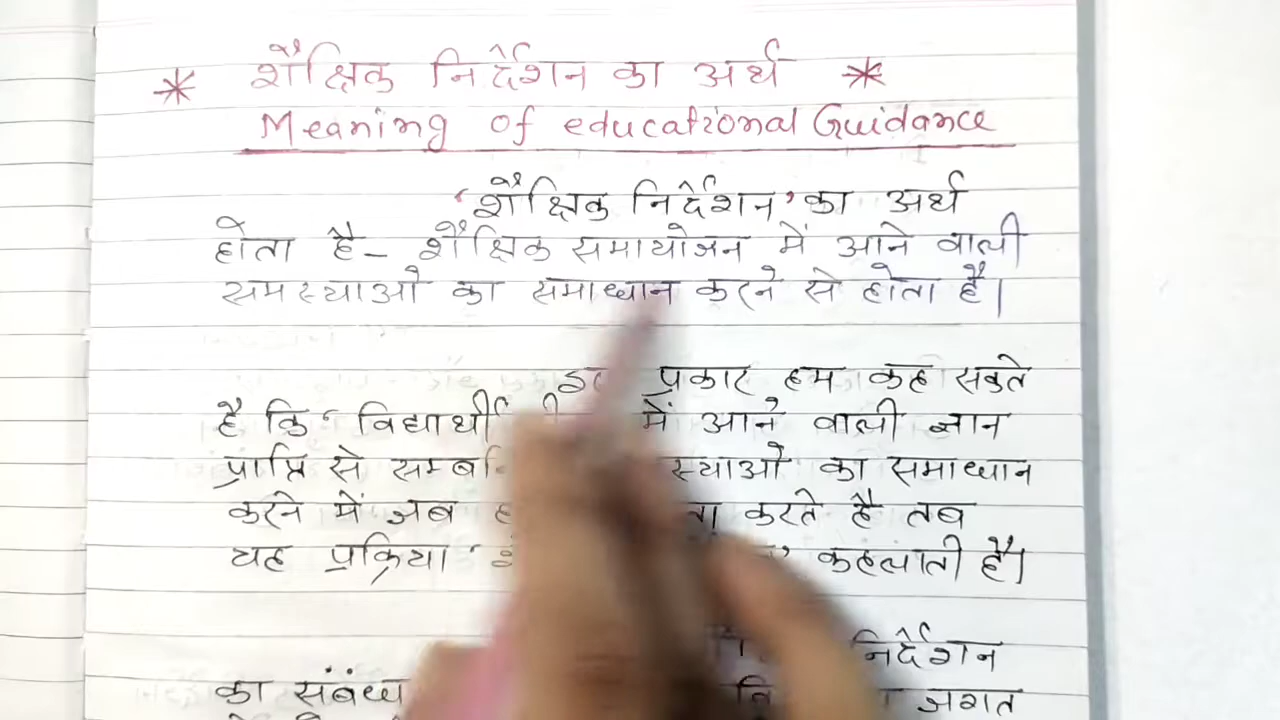 * शैक्षिक निर्देशन का अर्थ *
Meaning of educational Guidance
'शैक्षिक निर्देशन' का अर्थ
होता है - शैक्षिक समायोजन में आने वाली
समस्याओं का समाधान करने से होता है।
प्रकार हम कह सकते
है कि ' विद्यार्थी में आने वाली ज्ञान
प्राप्ति से का समाधान
करने में जब करते है तब
यह प्रक्रिया ' ' कहलाती है।
निर्देशन
का संबंध जगत